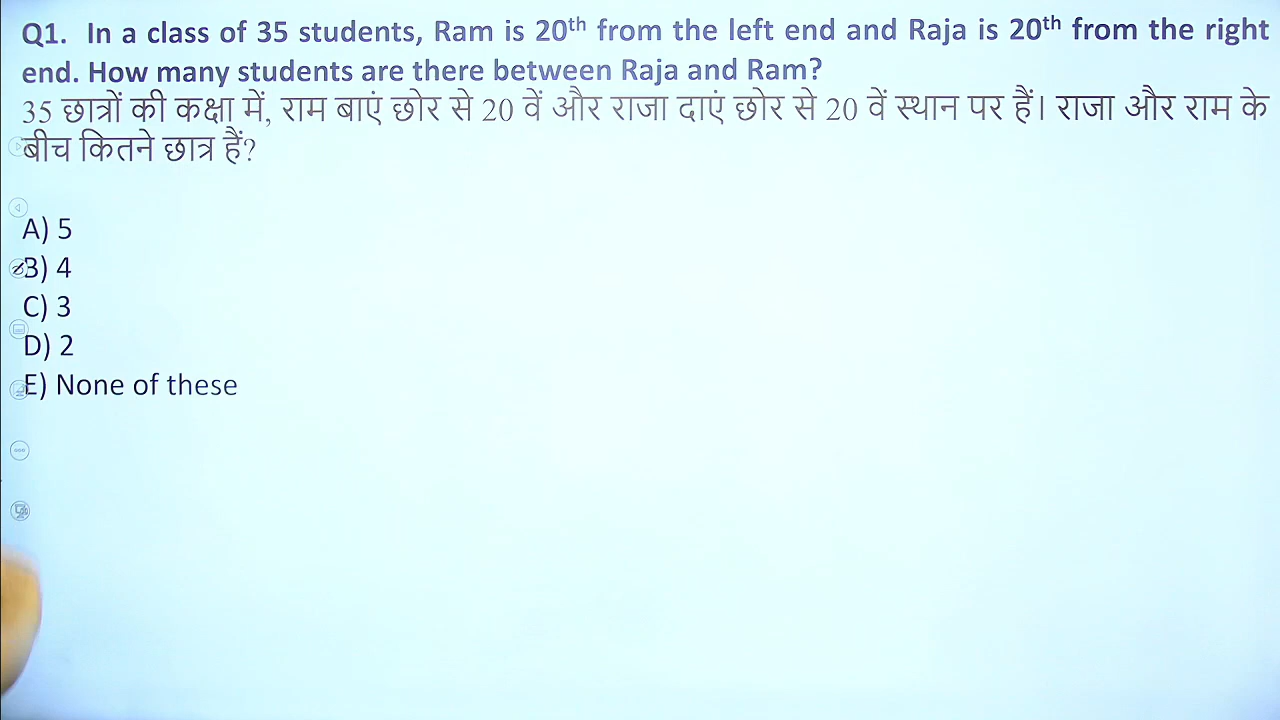 Q1. In a class of 35 students, Ram is 20th from the left end and Raja is 20th from the right
end. How many students are there between Raja and Ram?
35 छात्रों की कक्षा में, राम बाएं छोर से 20 वें और राजा दाएं छोर से 20 वें स्थान पर हैं। राजा और राम के
बीच कितने छात्र हैं?
A) 5
B) 4
C) 3
D) 2
E) None of these